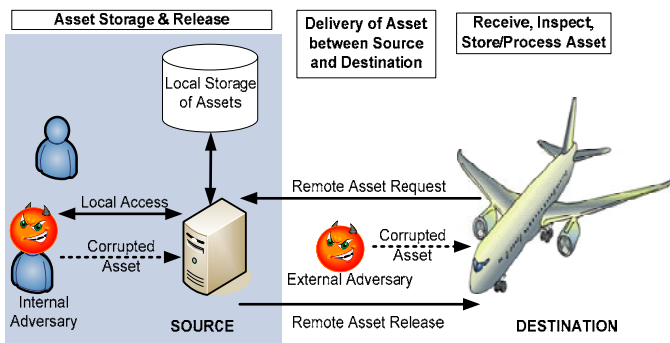 Asset Storage & Release
Delivery of Asset
between Source
and Destination
Receive, Inspect,
Store/Process Asset
Local Storage
of Assets
Local Access
Corrupted
Asset
Internal
Adversary
SOURCE
Remote Asset Request
Corrupted
Asset
External Adversary
Remote Asset Release
DESTINATION